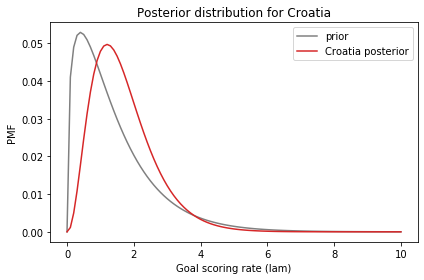 Posterior distribution for Croatia
prior
Croatia posterior
PMF
0.05
0.04
0.03
0.02
0.01
0.00
0 2 4 6 8 10
Goal scoring rate (lam)